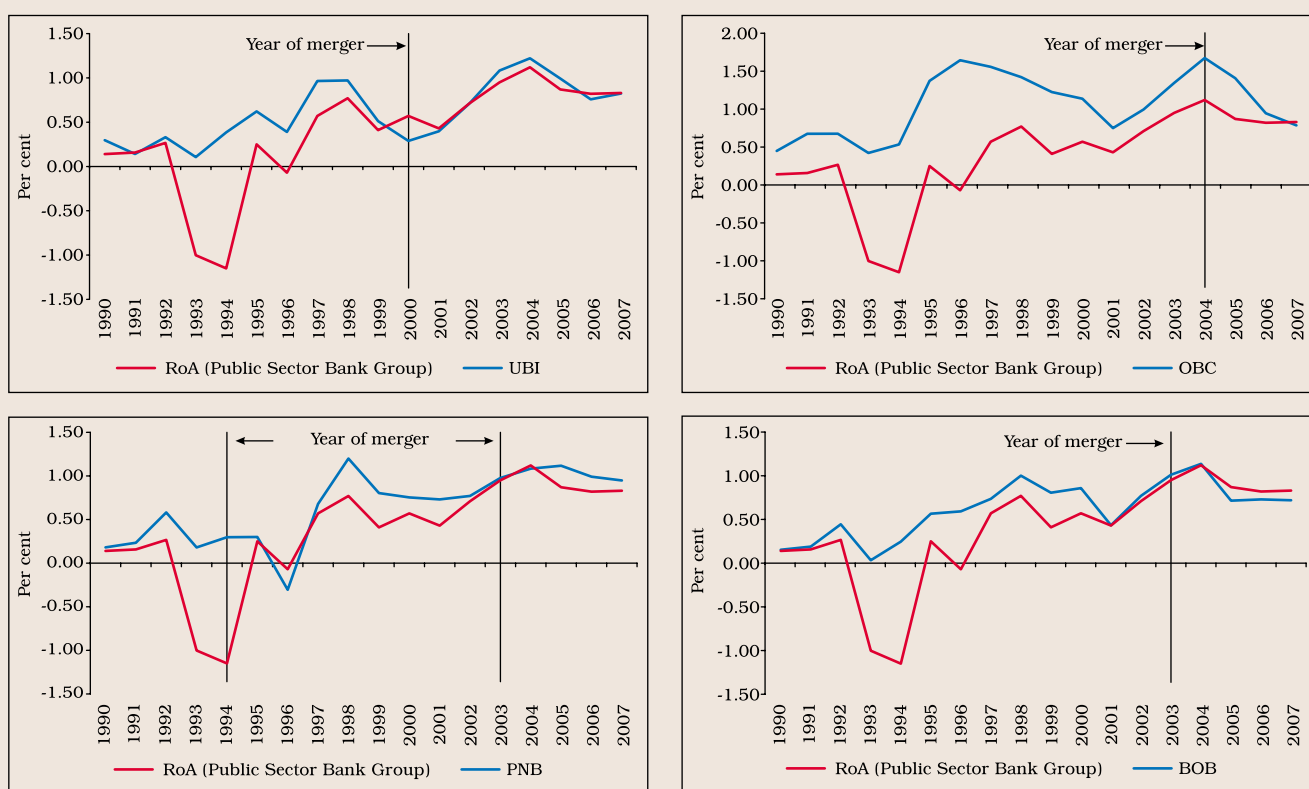 1.50
1.00
0.50
0.00
-0.50
-1.00
-1.50
Per cent
Year of merger
1990 1991 1992 1993 1994 1995 1996 1997 1998 1999 2000 2001 2002 2003 2004 2005 2006 2007
RoA (Public Sector Bank Group) UBI
2.00
1.50
1.00
0.50
0.00
-0.50
-1.00
-1.50
Per cent
Year of merger
1990 1991 1992 1993 1994 1995 1996 1997 1998 1999 2000 2001 2002 2003 2004 2005 2006 2007
RoA (Public Sector Bank Group) OBC
1.50
1.00
0.50
0.00
-0.50
-1.00
-1.50
Per cent
Year of merger
1990 1991 1992 1993 1994 1995 1996 1997 1998 1999 2000 2001 2002 2003 2004 2005 2006 2007
RoA (Public Sector Bank Group) PNB
1.50
1.00
0.50
0.00
-0.50
-1.00
-1.50
Per cent
Year of merger
1990 1991 1992 1993 1994 1995 1996 1997 1998 1999 2000 2001 2002 2003 2004 2005 2006 2007
RoA (Public Sector Bank Group) BOB